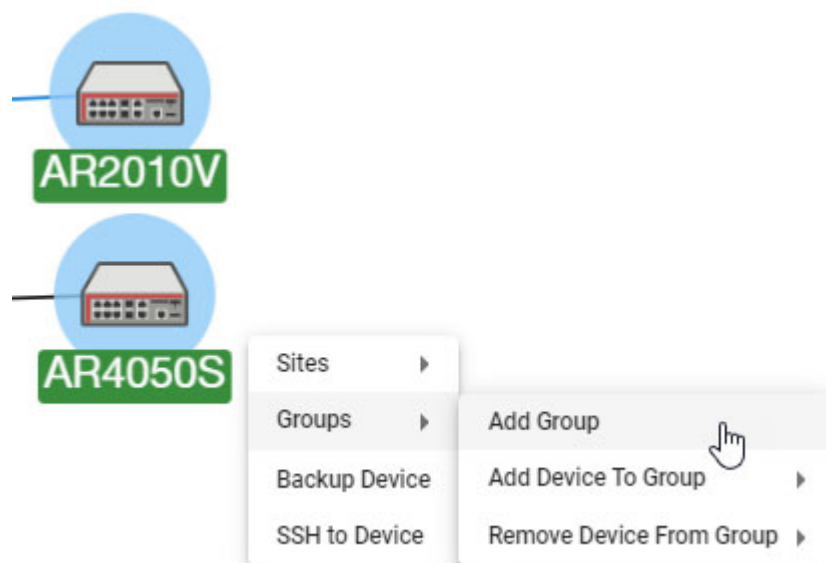 AR2010V
AR4050S
Sites
Groups
Backup Device
SSH to Device
Add Group
Add Device To Group
Remove Device From Group